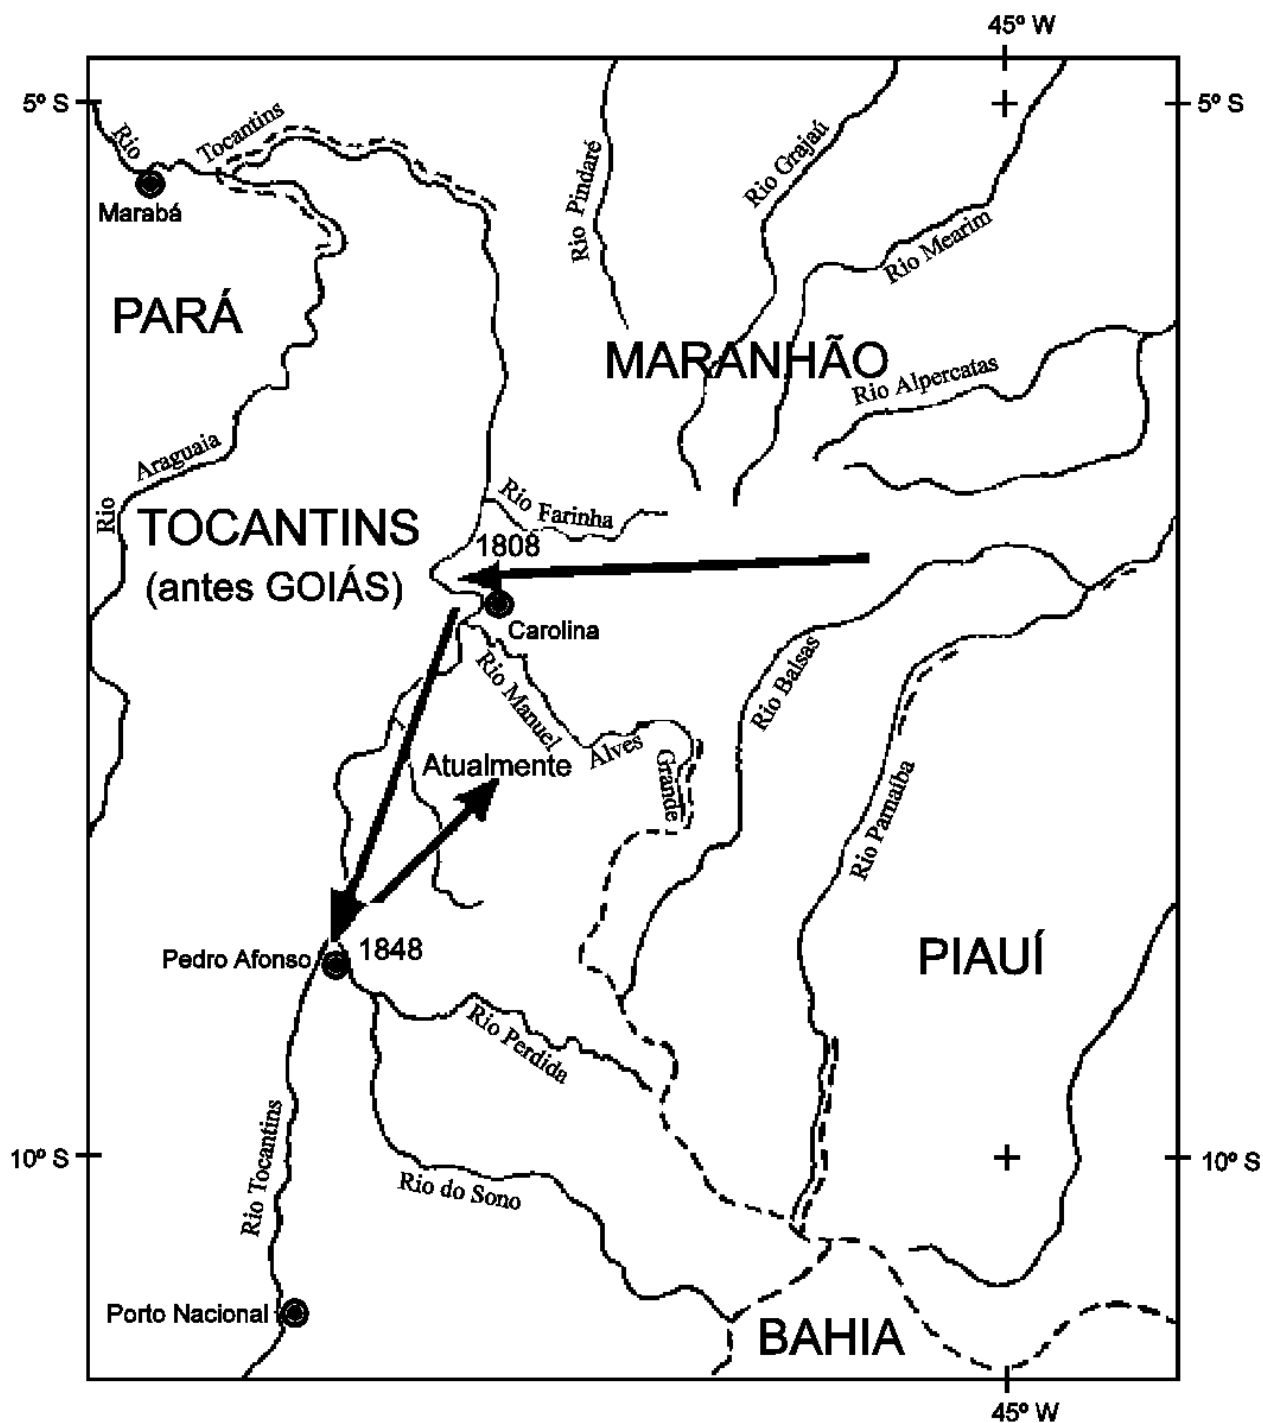 45º W
5º S
5º S
Rio
Tocantins
Marabá
Rio Pindaré
Rio Grajaú
Rio Mearim
PARÁ
MARANHÃO
Rio Alpercatas
Rio Araguaia
Rio Farinha
TOCANTINS
(antes GOIÁS)
1808
Carolina
Rio Manuel Alves Grande
Rio Balsas
Atualmente
Rio Parnaíba
Pedro Afonso
1848
PIAUÍ
Rio Perdida
Rio Tocantins
10º S
10º S
Rio do Sono
Porto Nacional
BAHIA
45º W